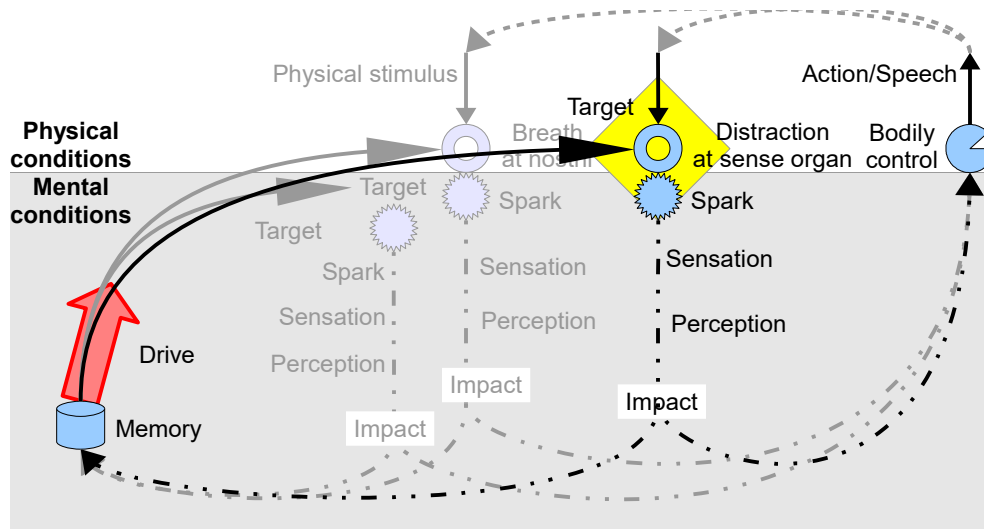 Physical stimulus
Action/Speech
Target
Physical
conditions
Breath
at nostril
Distraction
at sense organ
Bodily
control
Mental
conditions
Target
Spark
Spark
Target
Spark
Sensation
Sensation
Sensation
Perception
Perception
Perception
Drive
Impact
Impact
Impact
Memory